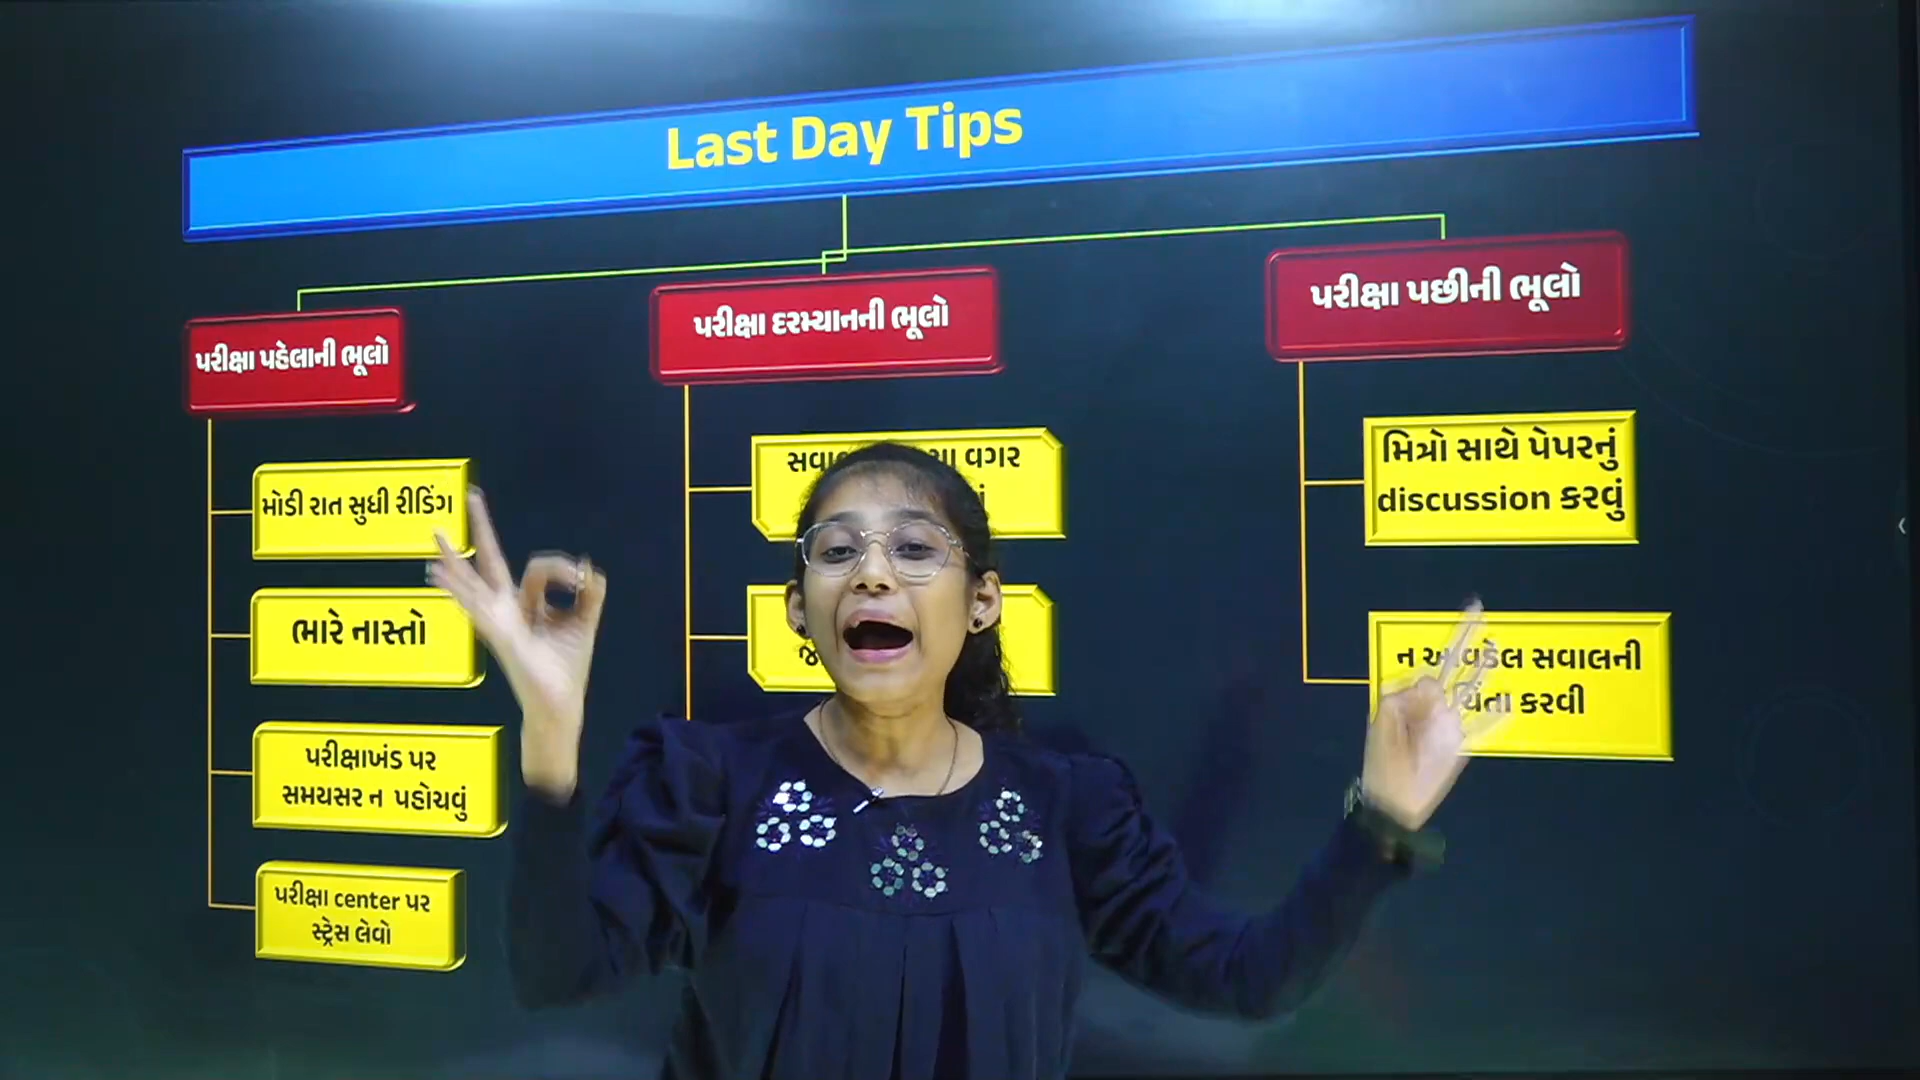 Last Day Tips
પરીક્ષા પહેલાની ભૂલો
મોડી રાત સુધી રીડિંગ
ભારે નાસ્તો
પરીક્ષાખંડ પર
સમયસર ન પહોચવું
પરીક્ષા center પર
સ્ટ્રેસ લેવો
પરીક્ષા દરમ્યાનની ભૂલો
વગર
પરીક્ષા પછીની ભૂલો
મિત્રો સાથે પેપરનું
discussion કરવું
ન આવડેલ સવાલની
ચિંતા કરવી